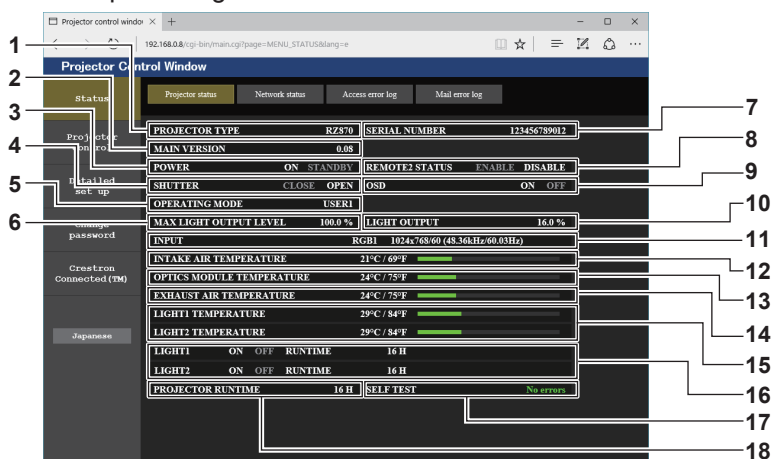 Projector control window
192.168.0.8/cgi-bin/main.cgi?page=MENU_STATUS&lang=e
Projector Control Window
Status
Projector status
Network status
Access error log
Mail error log
Detailed
set up
password
Crestron
Connected(TM)
Japanese
PROJECTOR TYPE RZ870
SERIAL NUMBER 123456789012
MAIN VERSION 0.08
POWER ON STANDBY
REMOTE2 STATUS ENABLE DISABLE
SHUTTER CLOSE OPEN
OSD ON OFF
OPERATING MODE USER1
MAX LIGHT OUTPUT LEVEL 100.0 %
LIGHT OUTPUT 16.0 %
INPUT RGB1 1024x768/60 (48.36kHz/60.03Hz)
INTAKE AIR TEMPERATURE 21°C / 69°F
OPTICS MODULE TEMPERATURE 24°C / 75°F
EXHAUST AIR TEMPERATURE 24°C / 75°F
LIGHT1 TEMPERATURE 29°C / 84°F
LIGHT2 TEMPERATURE 29°C / 84°F
LIGHT1 ON OFF RUNTIME 16 H
LIGHT2 ON OFF RUNTIME 16 H
PROJECTOR RUNTIME 16 H
SELF TEST No errors
1
2
3
4
5
6
7
8
9
10
11
12
13
14
15
16
17
18